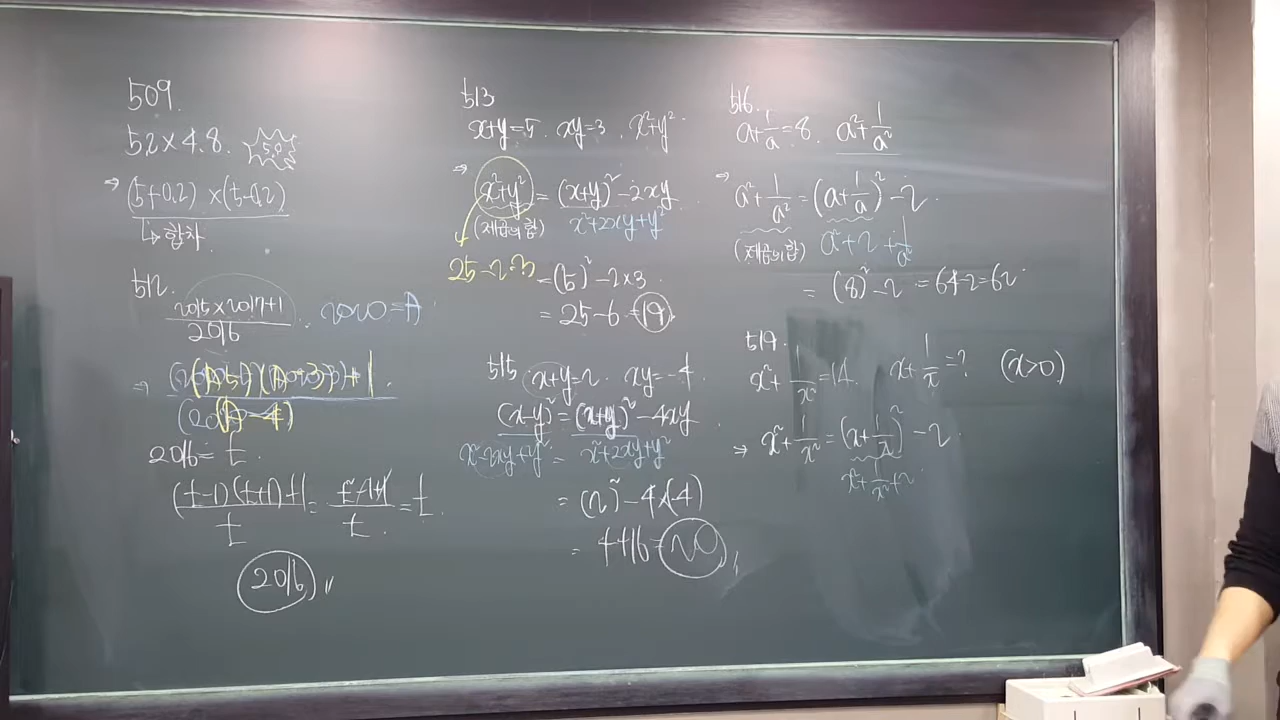 509.
5.2×4.8.
5.0
⇒ (5+0.2)×(5-0.2)
↳합차
512.
2015×2017+1
2016
2020=A
⇒ (A-5)(A-3)+1
(A-4)
2016=t.
(t-1)(t+1)+1 = t²-1+1 = t.
t t
2016
513
x+y=5. xy=3. x²+y².
⇒ x²+y² = (x+y)²-2xy
(제곱의 합) x²+2xy+y²
25-2·3 = (5)²-2×3
= 25-6=19
515 x+y=2. xy=-4.
(x-y)²=(x+y)²-4xy
x²-2xy+y² = x²+2xy+y²
= (2)²-4×(-4)
= 4+16=20
516.
a+1/a=8. a²+1/a²
⇒ a²+1/a²=(a+1/a)²-2.
(제곱의 합) a²+2+1/a²
= (8)²-2=64-2=62.
519.
x²+1/x²=14. x+1/x=? (x>0)
⇒ x²+1/x²=(x+1/x)²-2
x²+1/x²+2